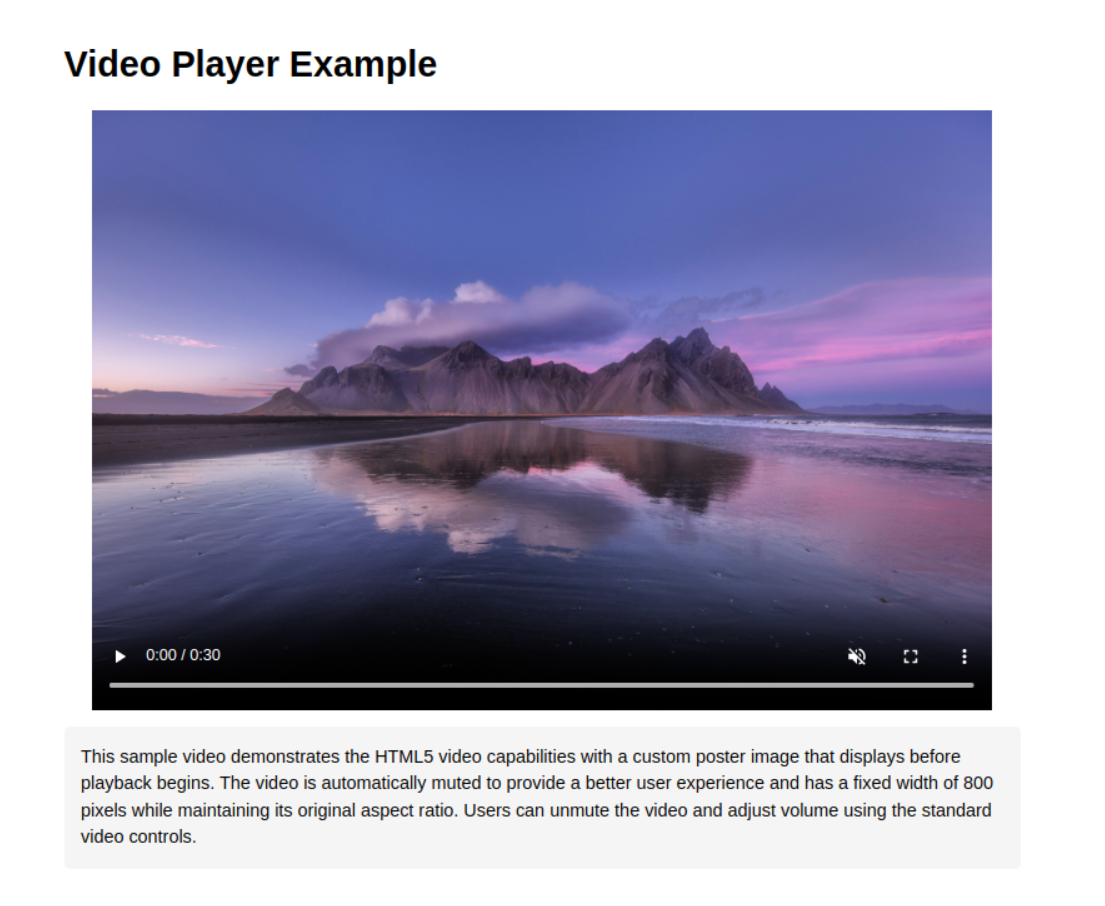 Video Player Example
0:00 / 0:30
This sample video demonstrates the HTML5 video capabilities with a custom poster image that displays before
playback begins. The video is automatically muted to provide a better user experience and has a fixed width of 800
pixels while maintaining its original aspect ratio. Users can unmute the video and adjust volume using the standard
video controls.